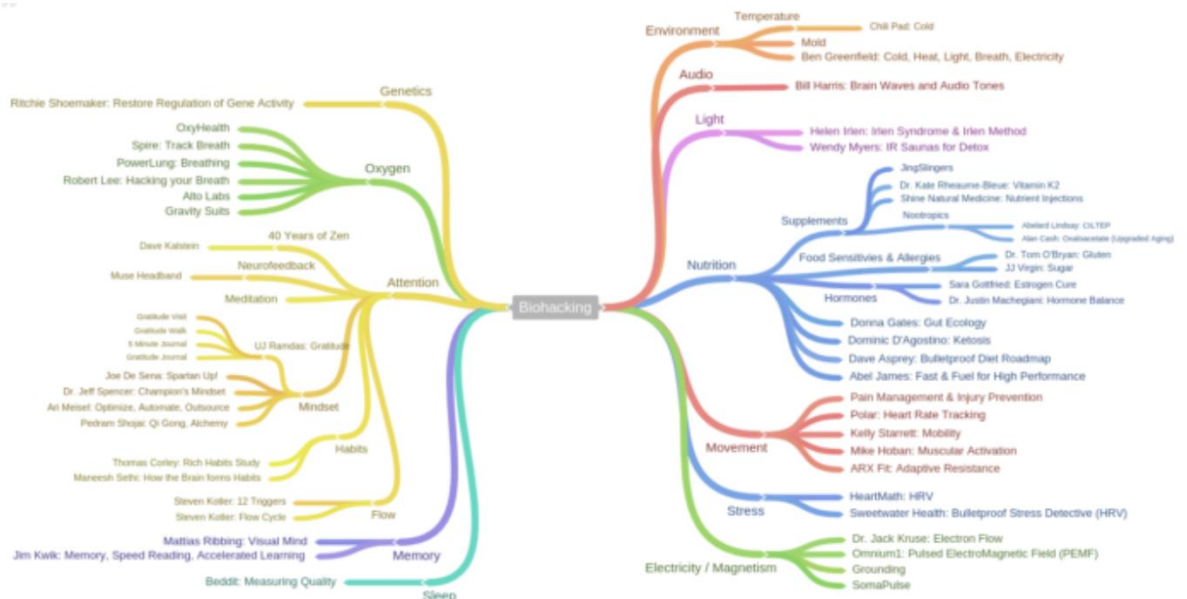 Biohacking
Genetics
Ritchie Shoemaker: Restore Regulation of Gene Activity
Oxygen
OxyHealth
Spire: Track Breath
PowerLung: Breathing
Robert Lee: Hacking your Breath
Alto Labs
Gravity Suits
Attention
40 Years of Zen
Dave Kalstein
Neurofeedback
Muse Headband
Meditation
Mindset
UJ Ramdas: Gratitude
Gratitude Visit
Gratitude Walk
5 Minute Journal
Gratitude Journal
Joe De Sena: Spartan Up!
Dr. Jeff Spencer: Champion's Mindset
Ari Meisel: Optimize, Automate, Outsource
Pedram Shojai: Qi Gong, Alchemy
Habits
Thomas Corley: Rich Habits Study
Maneesh Sethi: How the Brain forms Habits
Flow
Steven Kotler: 12 Triggers
Steven Kotler: Flow Cycle
Memory
Mattias Ribbing: Visual Mind
Jim Kwik: Memory, Speed Reading, Accelerated Learning
Sleep
Beddit: Measuring Quality
Environment
Temperature
Chili Pad: Cold
Mold
Ben Greenfield: Cold, Heat, Light, Breath, Electricity
Audio
Bill Harris: Brain Waves and Audio Tones
Light
Helen Irlen: Irlen Syndrome & Irlen Method
Wendy Myers: IR Saunas for Detox
Nutrition
Supplements
JingSlingers
Dr. Kate Rheaume-Bleue: Vitamin K2
Shine Natural Medicine: Nutrient Injections
Nootropics
Abelard Lindsay: CILTEP
Alan Cash: Oxaloacetate (Upgraded Aging)
Food Sensitivies & Allergies
Dr. Tom O'Bryan: Gluten
JJ Virgin: Sugar
Hormones
Sara Gottfried: Estrogen Cure
Dr. Justin Machegiani: Hormone Balance
Donna Gates: Gut Ecology
Dominic D'Agostino: Ketosis
Dave Asprey: Bulletproof Diet Roadmap
Abel James: Fast & Fuel for High Performance
Movement
Pain Management & Injury Prevention
Polar: Heart Rate Tracking
Kelly Starrett: Mobility
Mike Hoban: Muscular Activation
ARX Fit: Adaptive Resistance
Stress
HeartMath: HRV
Sweetwater Health: Bulletproof Stress Detective (HRV)
Electricity / Magnetism
Dr. Jack Kruse: Electron Flow
Omnium1: Pulsed ElectroMagnetic Field (PEMF)
Grounding
SomaPulse